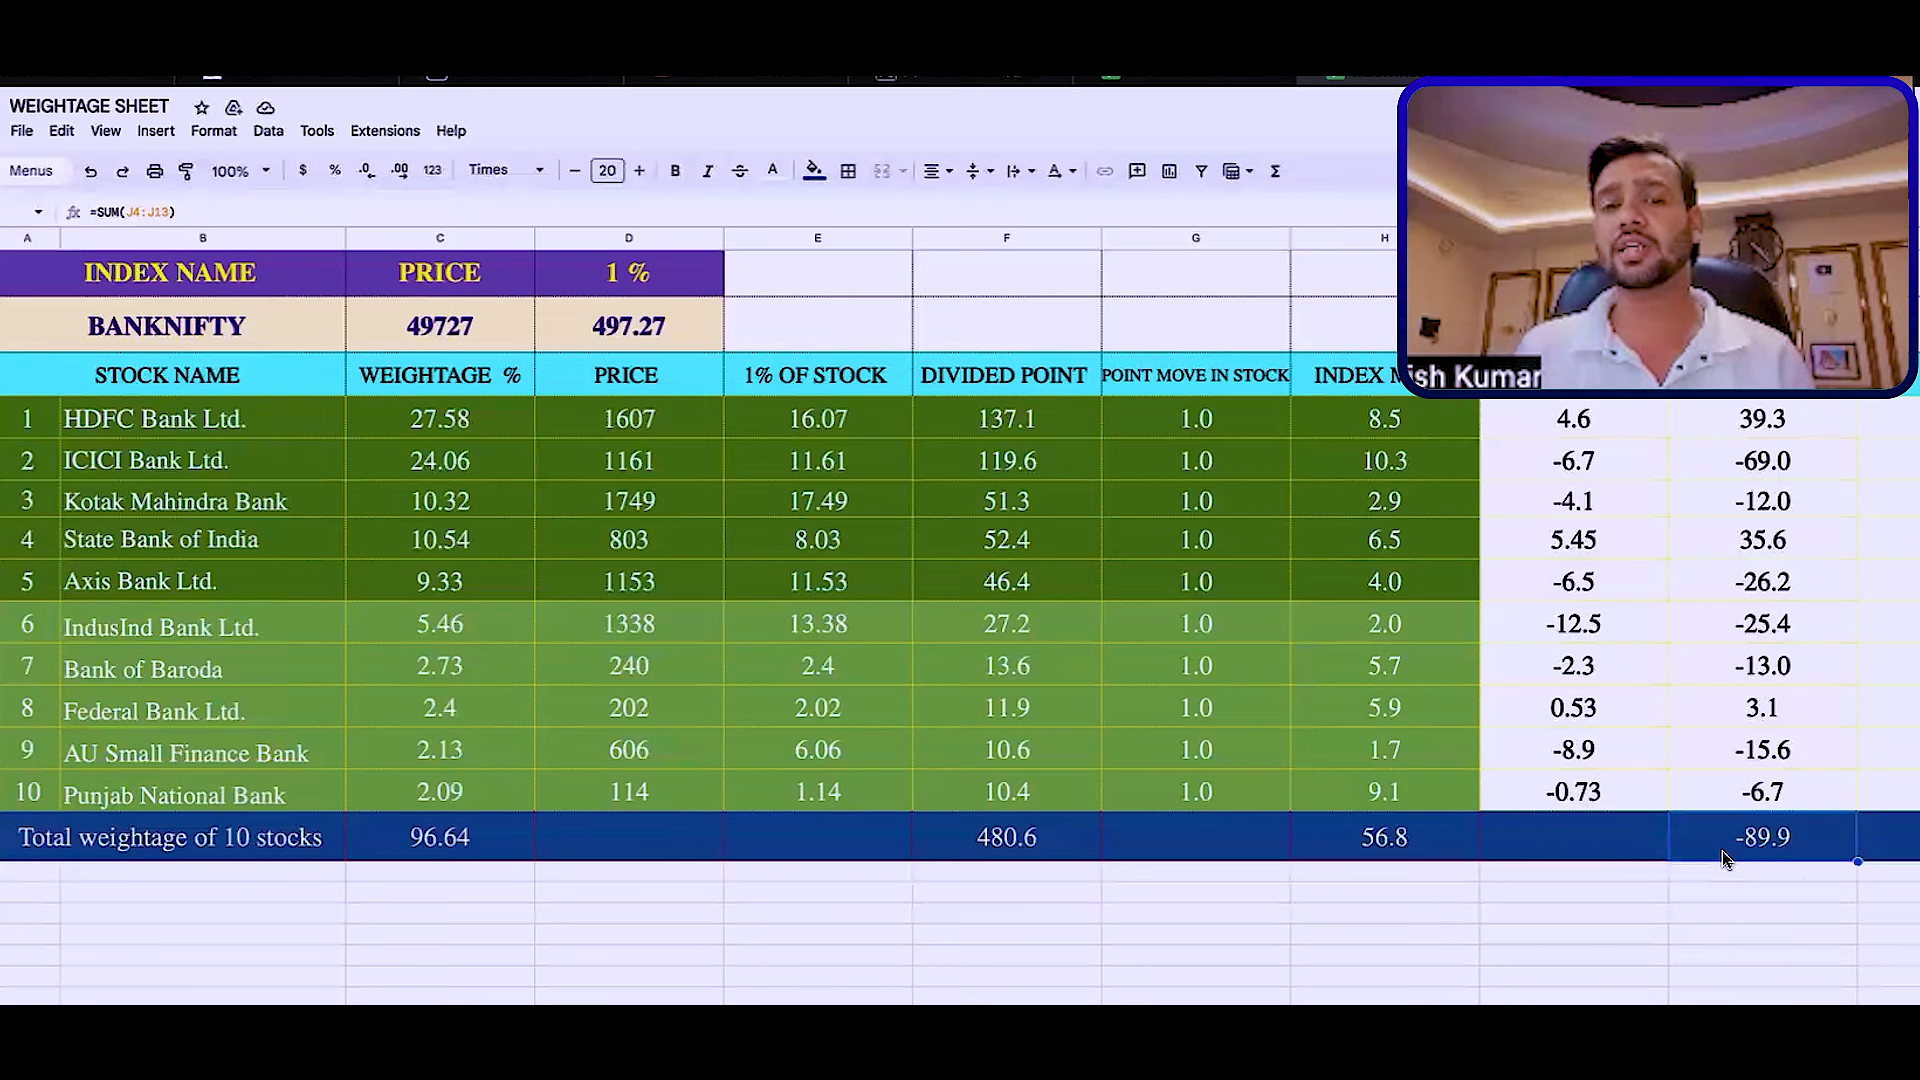 WEIGHTAGE SHEET
File Edit View Insert Format Data Tools Extensions Help
Menus 100% $ % .0 .00 123 Times - 20 + B I S A Σ
fx =SUM(J4:J13)
A B C D E F G H
INDEX NAME PRICE 1 %
BANKNIFTY 49727 497.27
STOCK NAME WEIGHTAGE % PRICE 1% OF STOCK DIVIDED POINT POINT MOVE IN STOCK INDEX M
ish Kumar
1 HDFC Bank Ltd. 27.58 1607 16.07 137.1 1.0 8.5 4.6 39.3
2 ICICI Bank Ltd. 24.06 1161 11.61 119.6 1.0 10.3 -6.7 -69.0
3 Kotak Mahindra Bank 10.32 1749 17.49 51.3 1.0 2.9 -4.1 -12.0
4 State Bank of India 10.54 803 8.03 52.4 1.0 6.5 5.45 35.6
5 Axis Bank Ltd. 9.33 1153 11.53 46.4 1.0 4.0 -6.5 -26.2
6 IndusInd Bank Ltd. 5.46 1338 13.38 27.2 1.0 2.0 -12.5 -25.4
7 Bank of Baroda 2.73 240 2.4 13.6 1.0 5.7 -2.3 -13.0
8 Federal Bank Ltd. 2.4 202 2.02 11.9 1.0 5.9 0.53 3.1
9 AU Small Finance Bank 2.13 606 6.06 10.6 1.0 1.7 -8.9 -15.6
10 Punjab National Bank 2.09 114 1.14 10.4 1.0 9.1 -0.73 -6.7
Total weightage of 10 stocks 96.64 480.6 56.8 -89.9